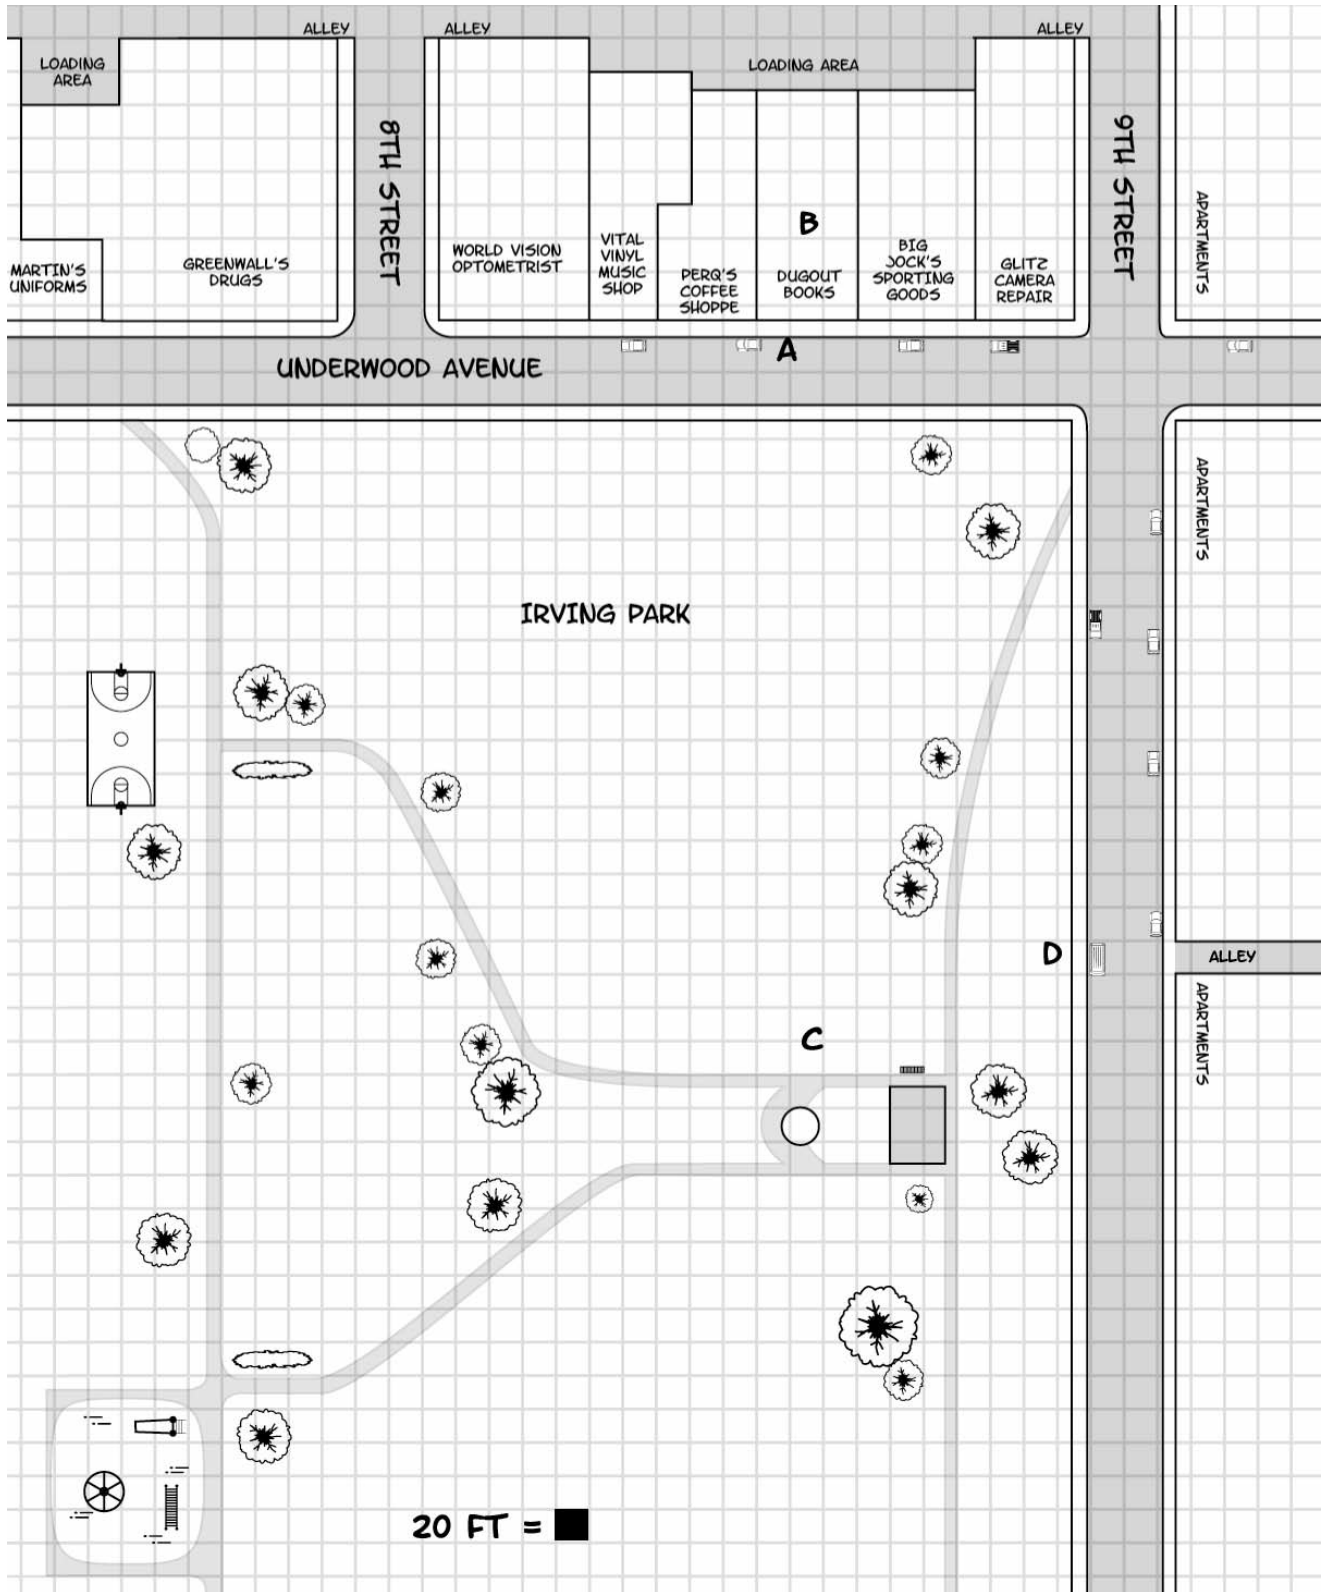 ALLEY
ALLEY
ALLEY
LOADING
AREA
LOADING AREA
8TH STREET
9TH STREET
APARTMENTS
B
WORLD VISION
OPTOMETRIST
VITAL
VINYL
MUSIC
SHOP
BIG
JOCK'S
SPORTING
GOODS
MARTIN'S
UNIFORMS
GREENWALL'S
DRUGS
PERQ'S
COFFEE
SHOPPE
DUGOUT
BOOKS
GLITZ
CAMERA
REPAIR
A
UNDERWOOD AVENUE
APARTMENTS
IRVING PARK
D
ALLEY
C
APARTMENTS
20 FT =